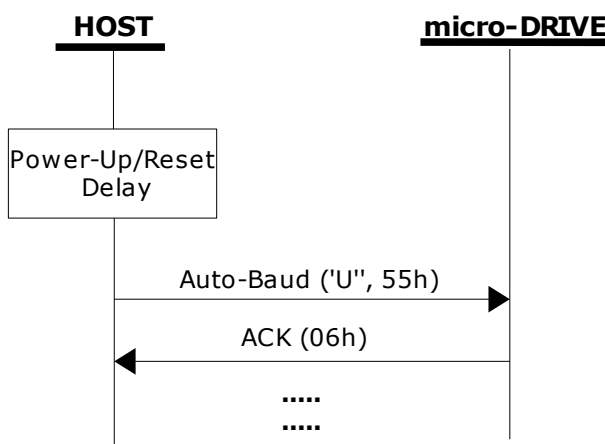 HOST
micro-DRIVE
Power-Up/Reset
Delay
Auto-Baud ('U'', 55h)
ACK (06h)
.....
.....